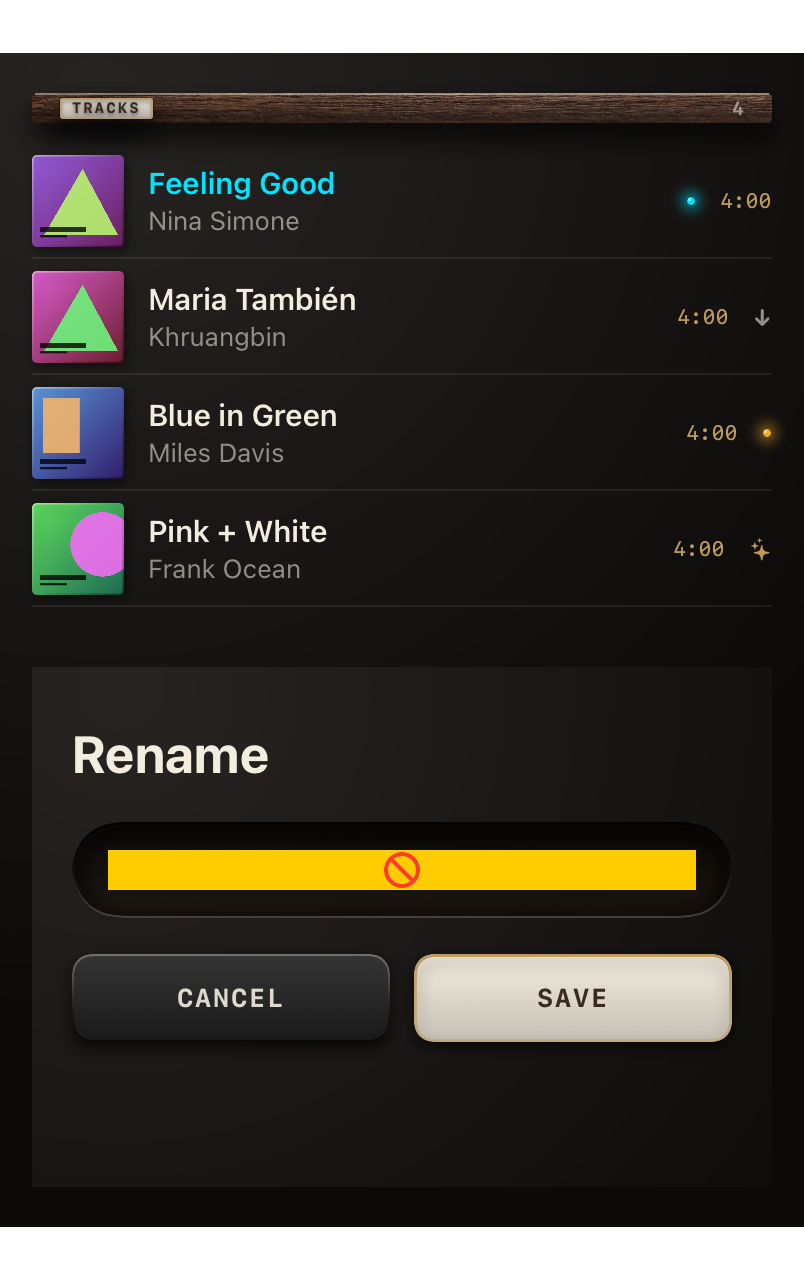 TRACKS 4
Feeling Good
Nina Simone
4:00
Maria También
Khruangbin
4:00
Blue in Green
Miles Davis
4:00
Pink + White
Frank Ocean
4:00
Rename
CANCEL SAVE